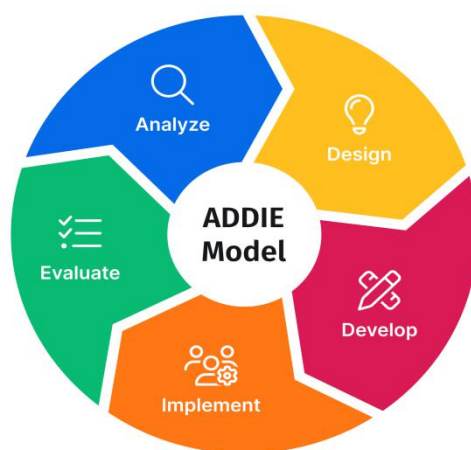 Analyze
Design
ADDIE
Model
Evaluate
Develop
Implement